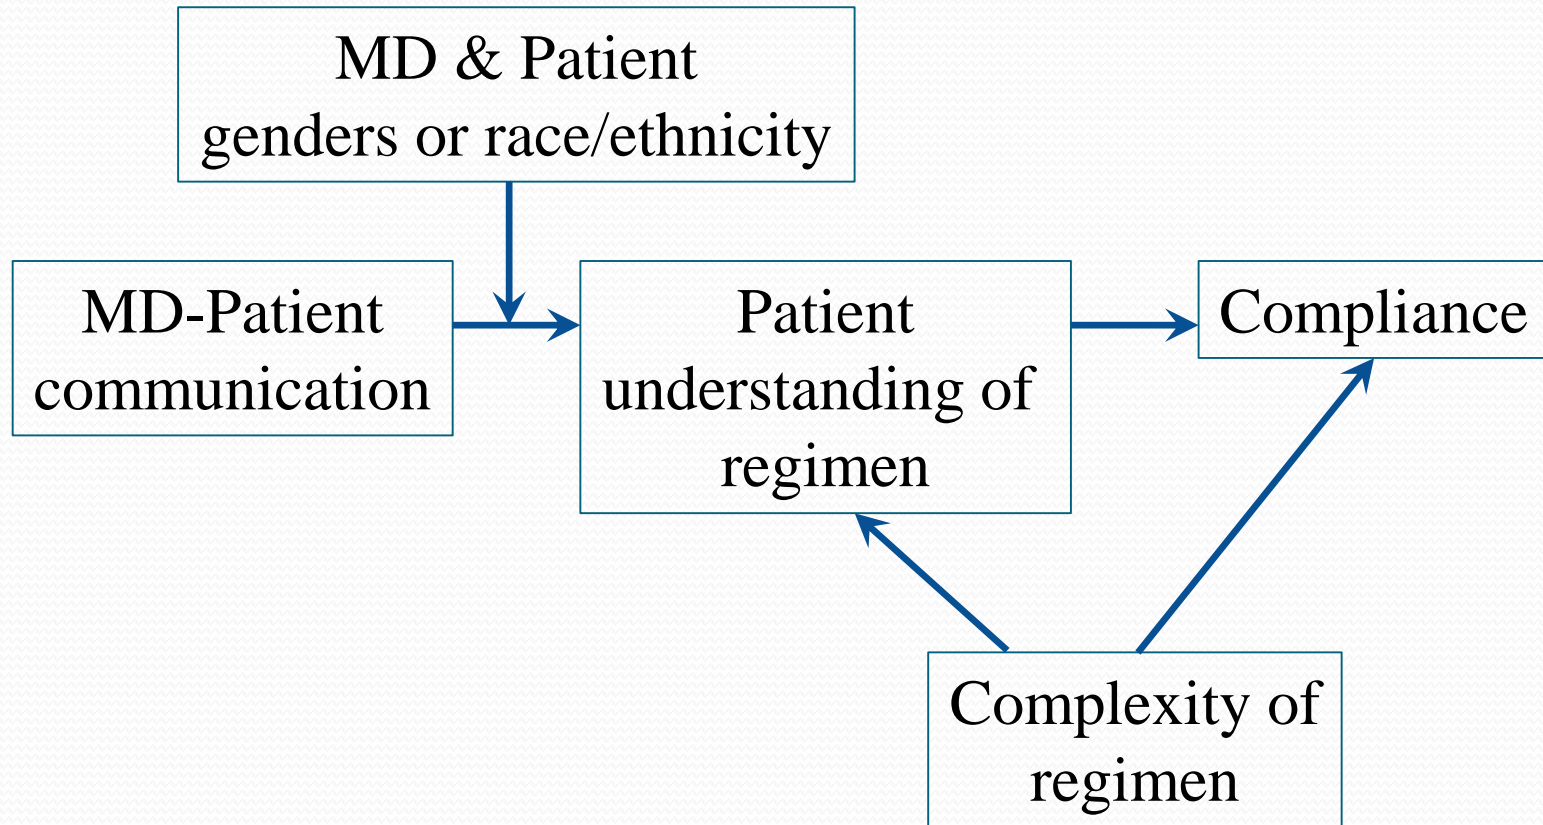 MD & Patient
genders or race/ethnicity
MD-Patient
communication
Patient
understanding of
regimen
Compliance
Complexity of
regimen